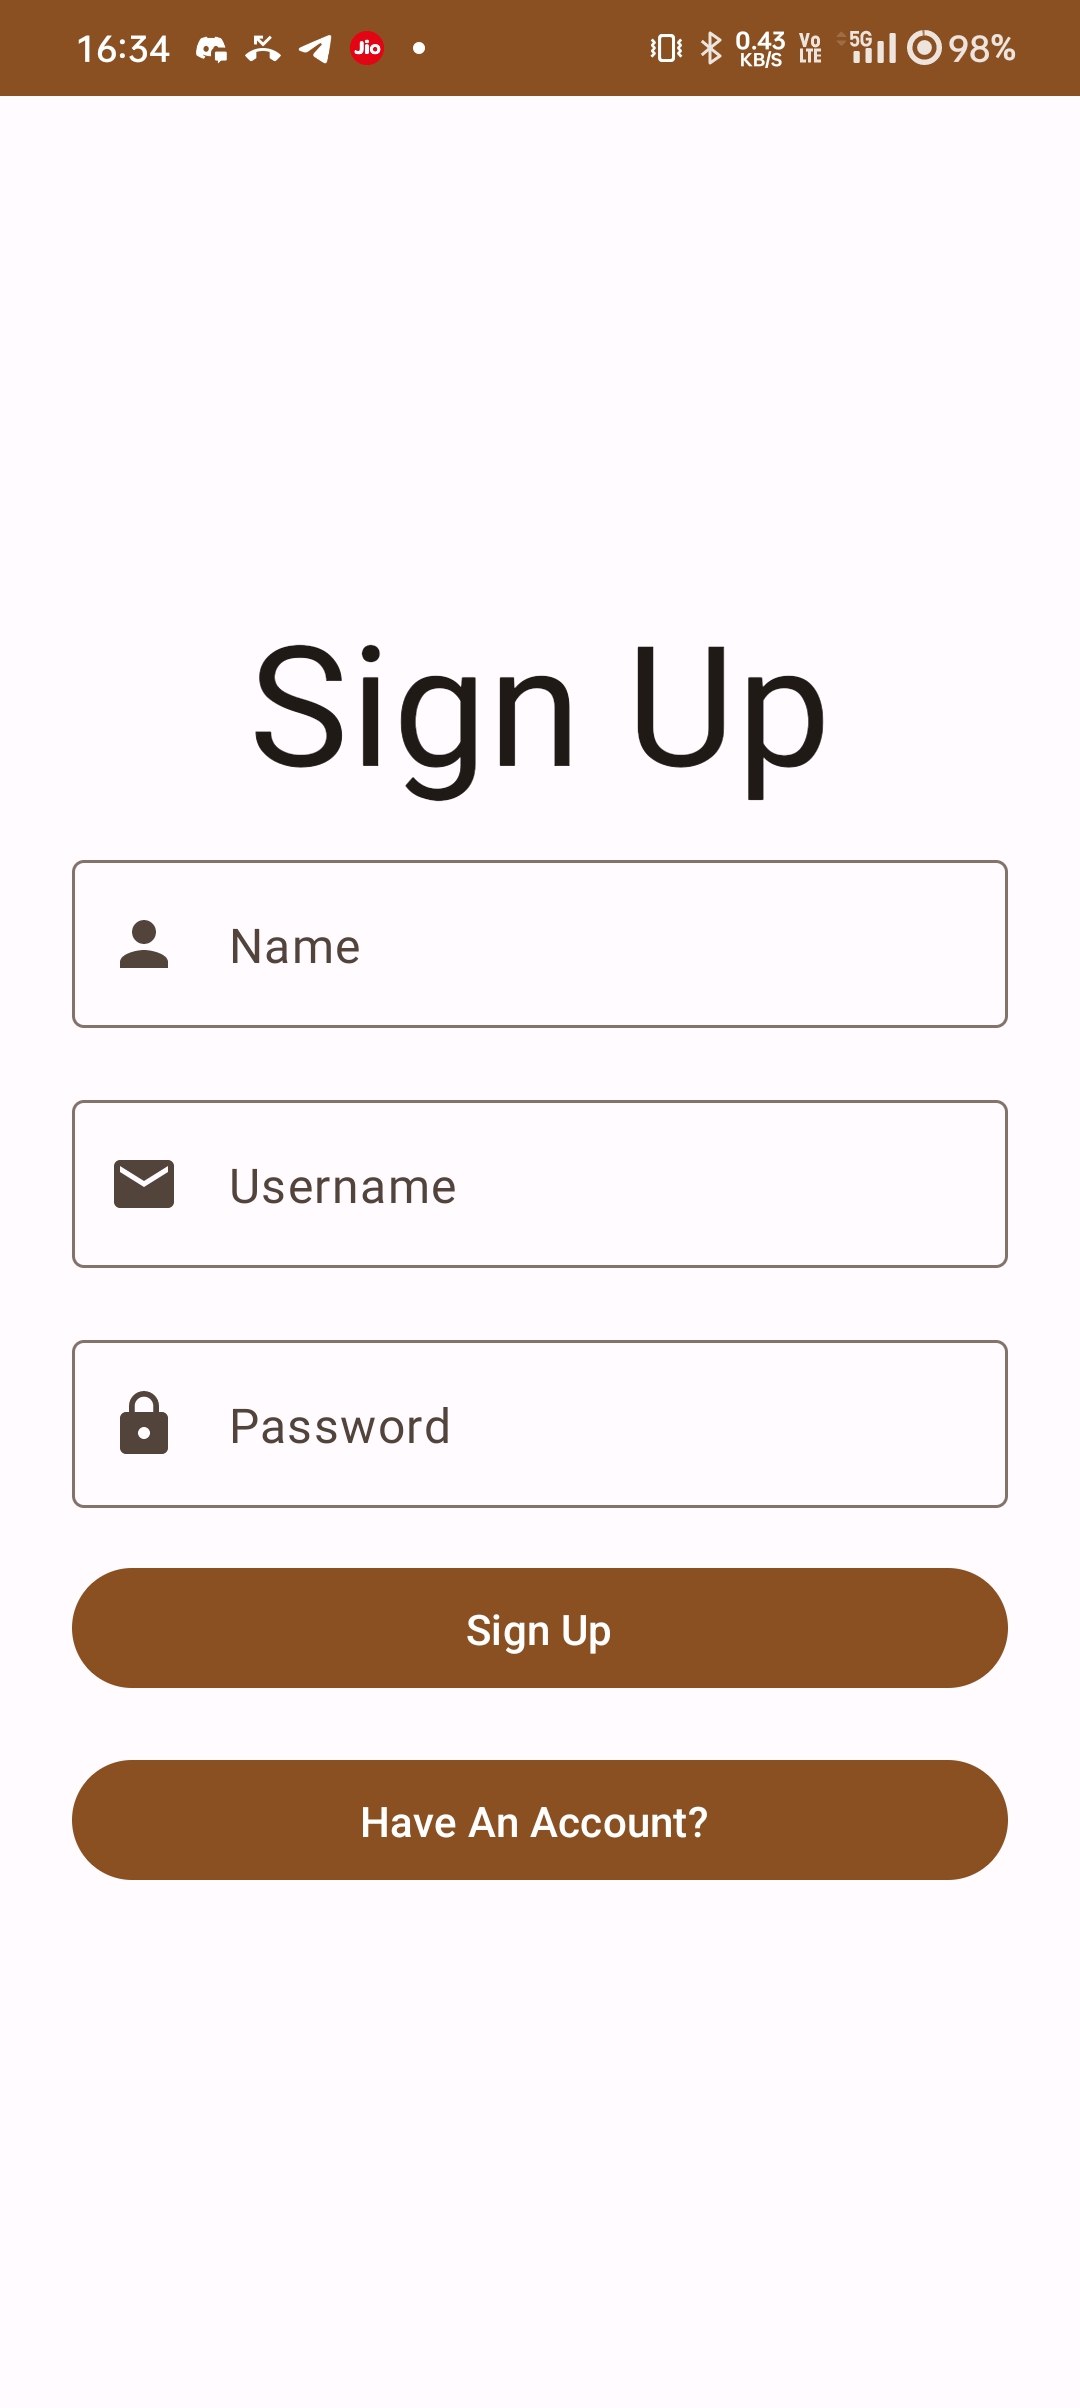 16:34 Jio 0.43 KB/S Vo LTE 5G 98%
Sign Up
Name
Username
Password
Sign Up
Have An Account?